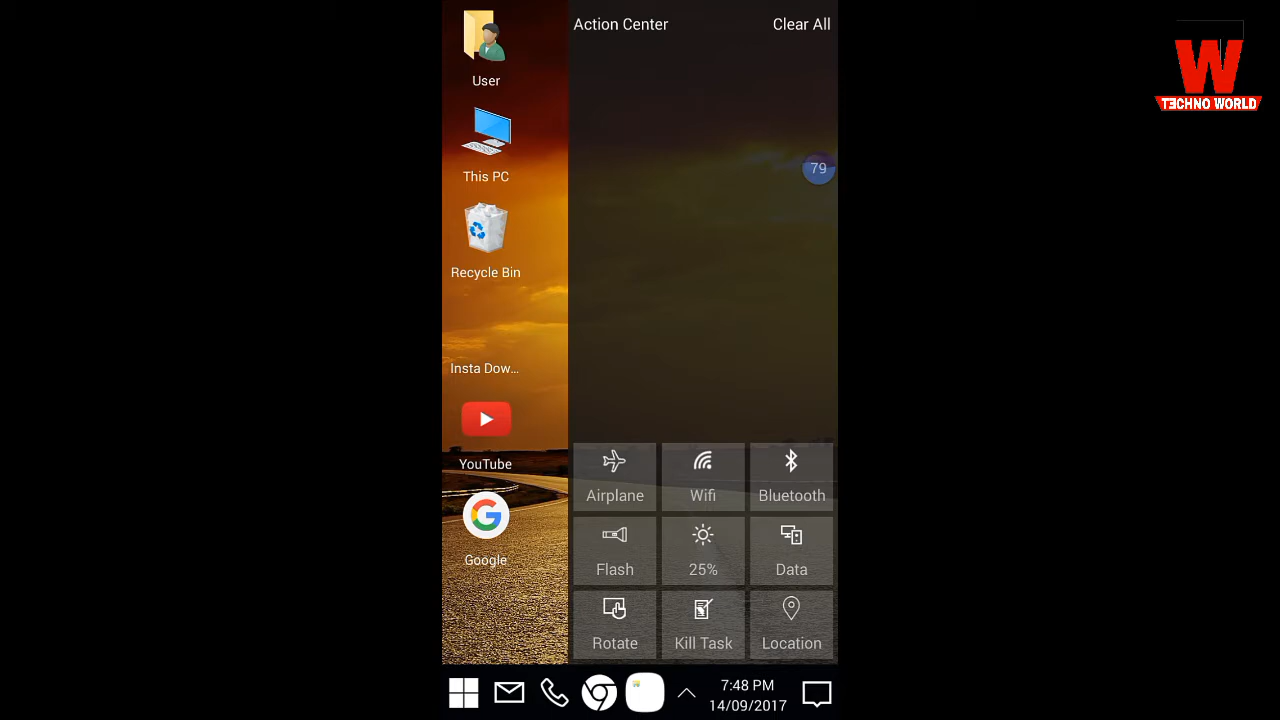 Action Center
Clear All
User
This PC
Recycle Bin
Insta Dow...
YouTube
Google
79
Airplane
Wifi
Bluetooth
Flash
25%
Data
Rotate
Kill Task
Location
7:48 PM
14/09/2017
W
TECHNO WORLD